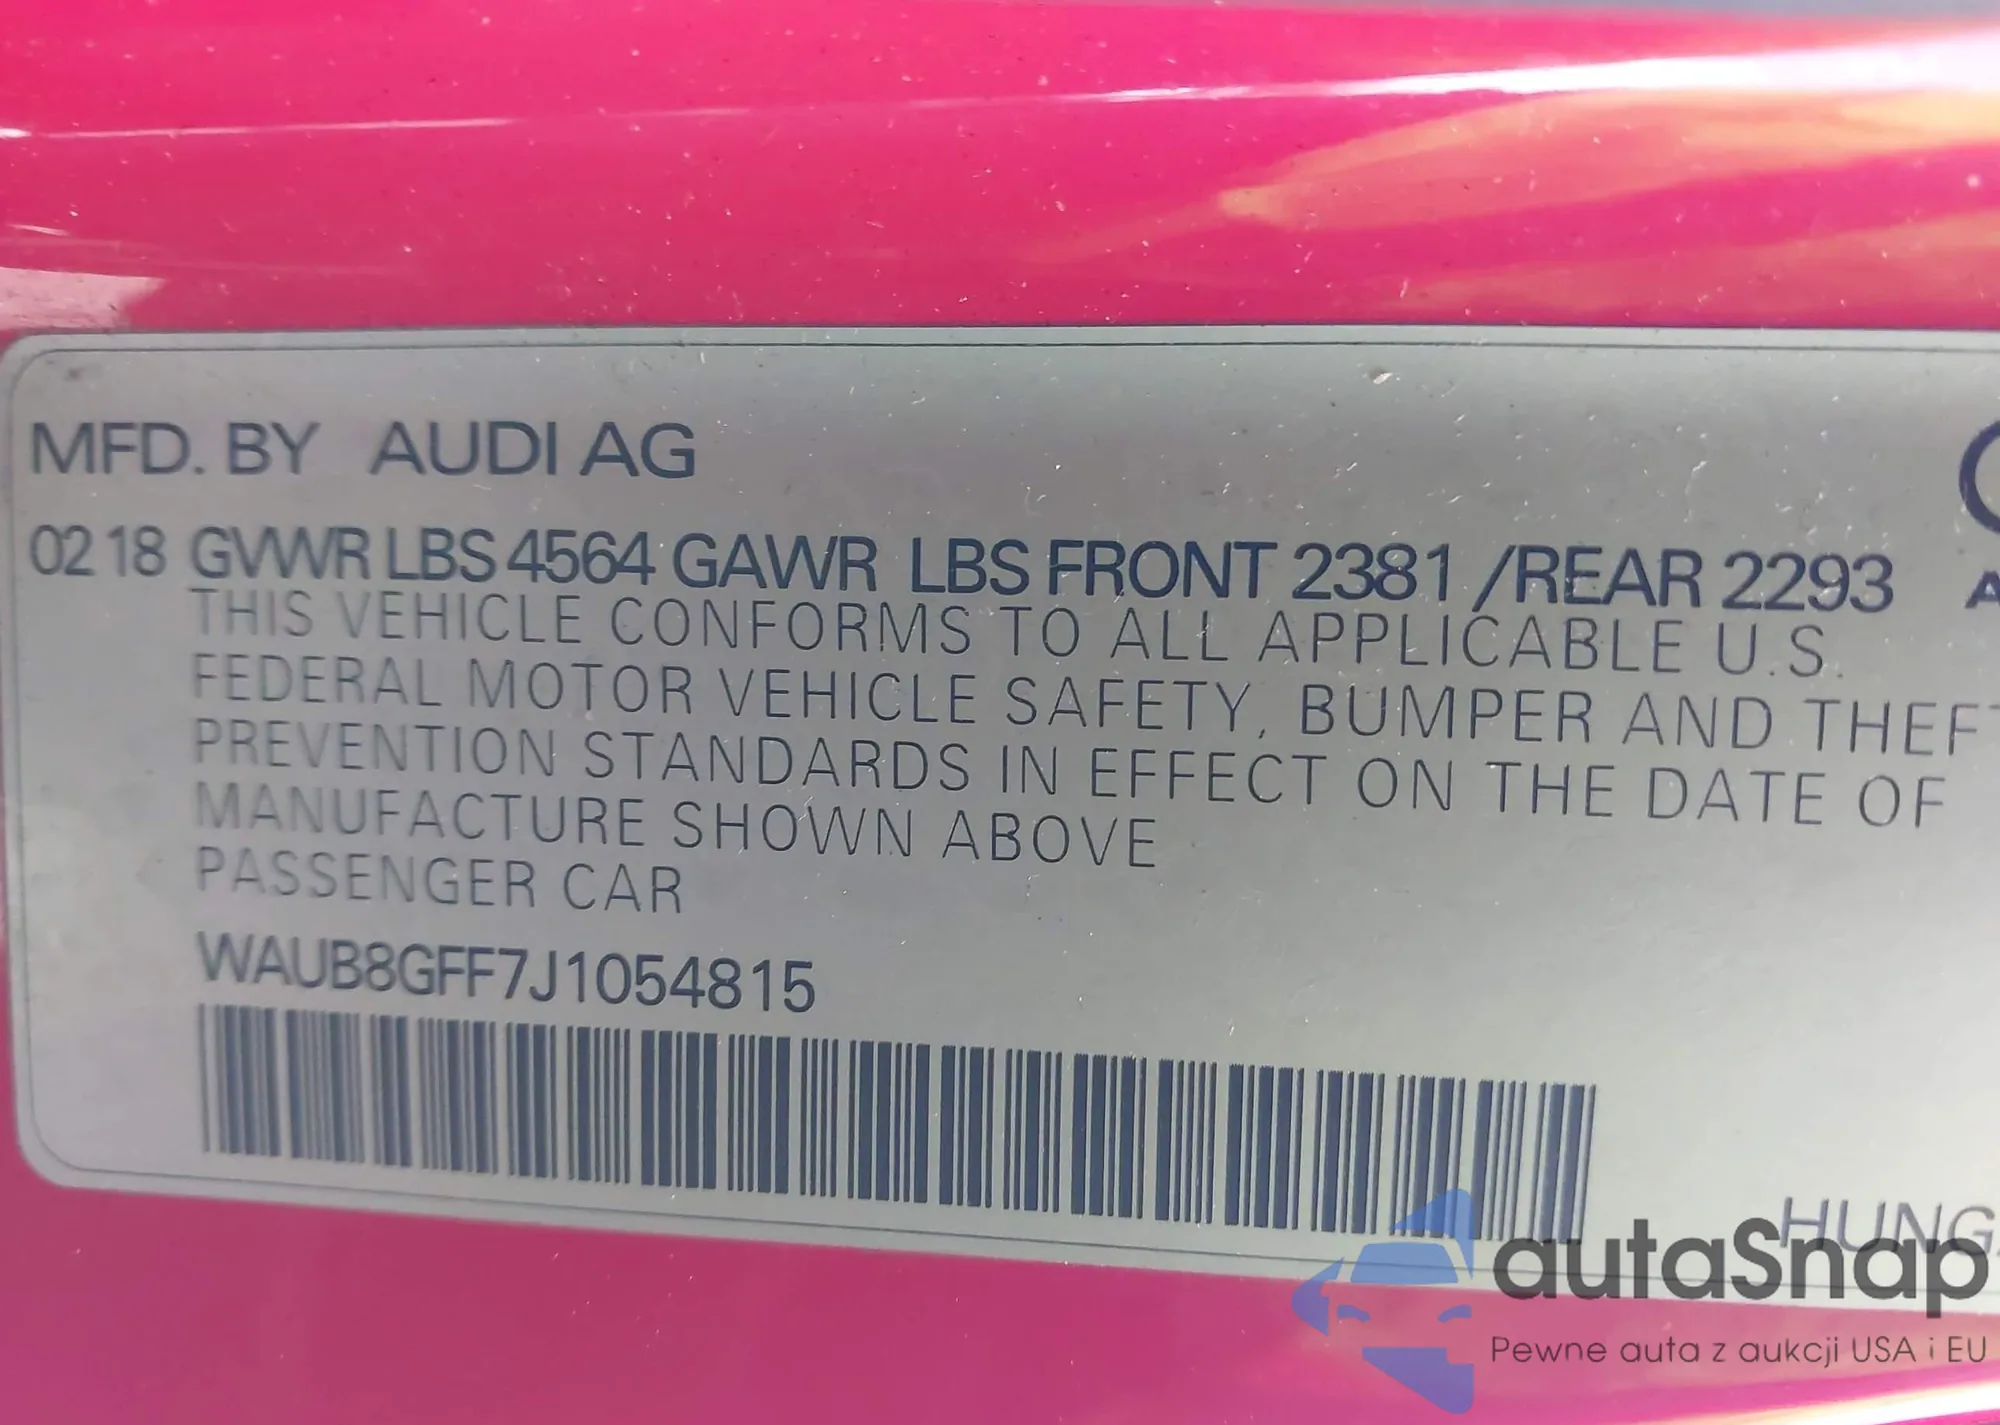 MFD. BY AUDI AG
02 18 GVWR LBS 4564 GAWR LBS FRONT 2381 /REAR 2293
THIS VEHICLE CONFORMS TO ALL APPLICABLE U.S.
FEDERAL MOTOR VEHICLE SAFETY, BUMPER AND THEFT
PREVENTION STANDARDS IN EFFECT ON THE DATE OF
MANUFACTURE SHOWN ABOVE
PASSENGER CAR
WAUB8GFF7J1054815
HUNG
autaSnap
Pewne auta z aukcji USA i EU